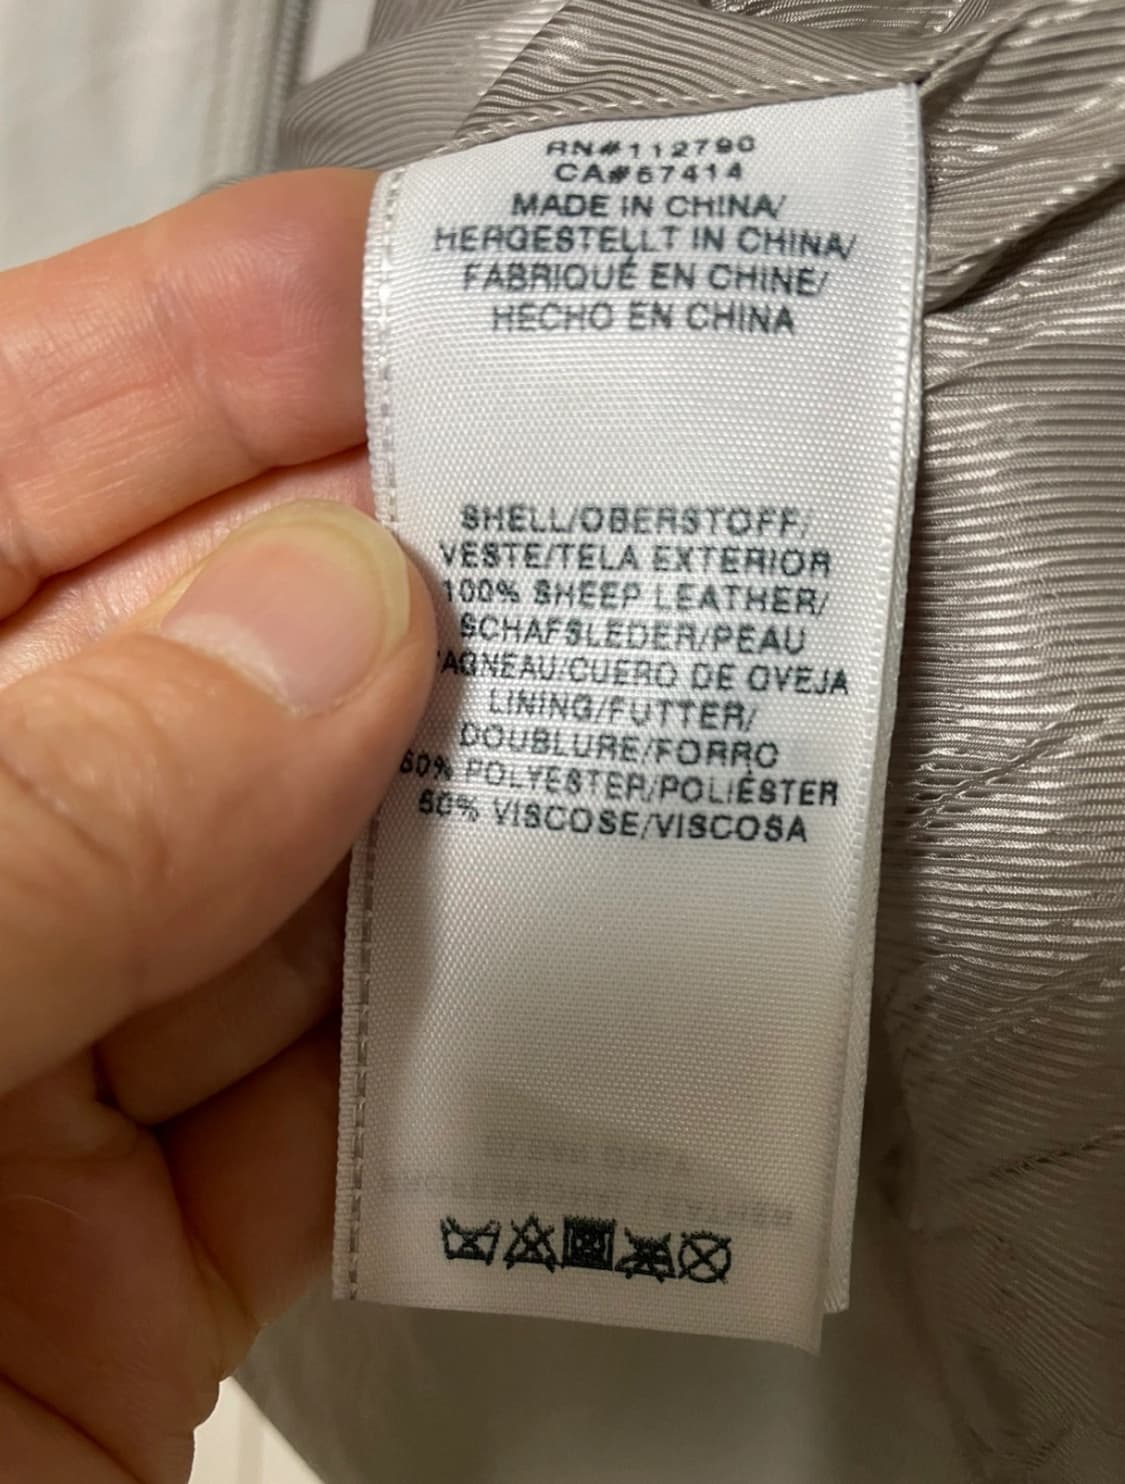 RN#112790
CA#57414
MADE IN CHINA/
HERGESTELLT IN CHINA/
FABRIQUÉ EN CHINE/
HECHO EN CHINA
SHELL/OBERSTOFF/
VESTE/TELA EXTERIOR
100% SHEEP LEATHER/
SCHAFSLEDER/PEAU
AGNEAU/CUERO DE OVEJA
LINING/FUTTER/
DOUBLURE/FORRO
POLYESTER/POLIÉSTER
VISCOSE/VISCOSA